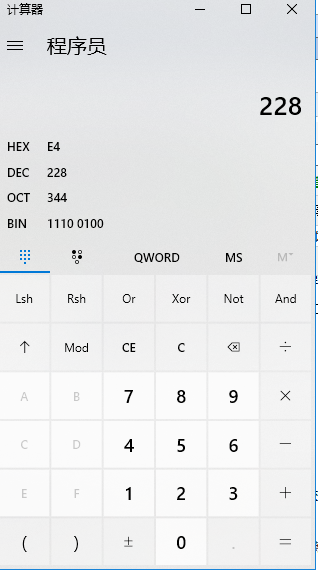 计算器
程序员
228
HEX E4
DEC 228
OCT 344
BIN 1110 0100
QWORD MS M˅
Lsh Rsh Or Xor Not And
↑ Mod CE C ⌫ ÷
A B 7 8 9 ×
C D 4 5 6 −
E F 1 2 3 +
( ) ± 0 . =